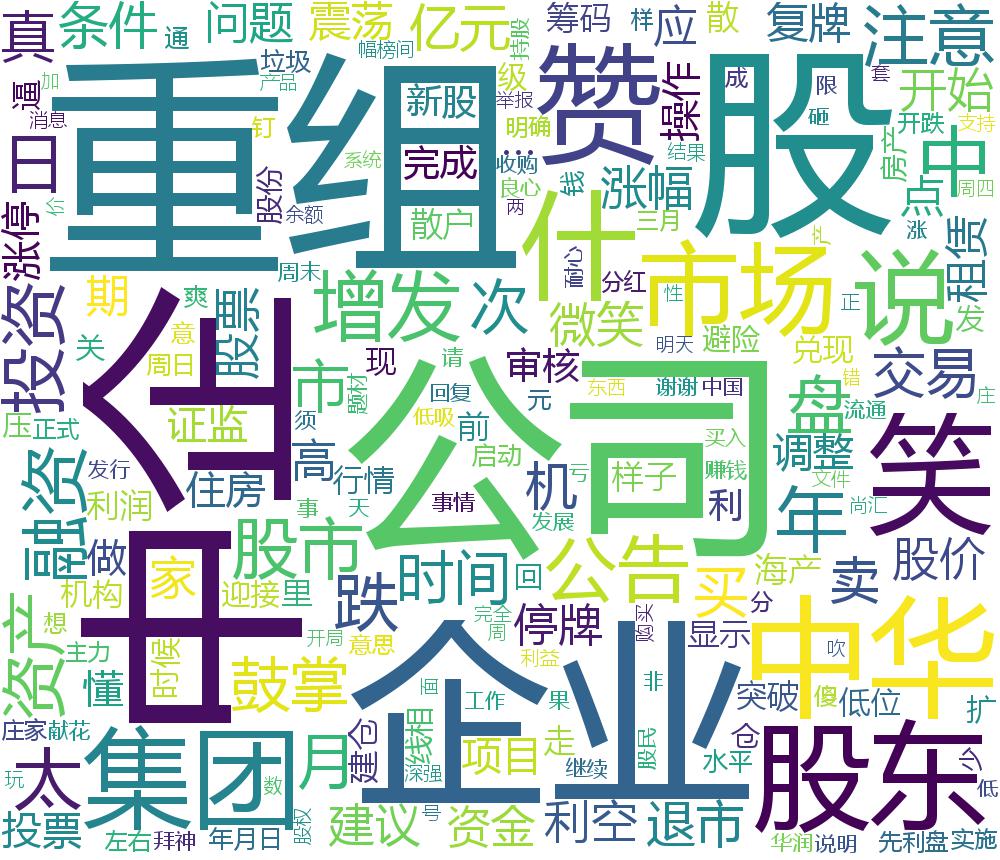 真
条件
通
问题
震荡
亿元
筹码
样
应
散
复牌
注意
幅榜间
持股
垃圾
级
加
产品
逼
消息
钉
重组
新股
举报
明确
赞
操作
成
限
套
砸
股
开始
开跌
支持
中
房产
周四
日
涨停
价
股份
系统
余额
完成
…
收购
良心
两
散户
钱
结果
涨幅
三月
点
涨
租赁
周末
什
耐心
分红
产
市场
性
正
说
发
期
爽
股票
增发
次
微笑
明天
避险
兑现
投资
关
意
周日
现
请
审核
东西
谢谢
中国
错
交易
庄
全
市
题材
回复
元
公司
盘
流通
压
正式
证监
须
低吸
前
买入
笑
融资
发行
高
行情
启动
机
亏
样子
赚钱
调整
文件
利润
住房
事
天
事情
发展
利
年
尚汇
股市
做
家
机构
迎接
里
跌
时间
回
公告
买
海产
卖
股价
资产
想
日
开局
完全
周
停牌
分
购买
显示
中华
吹
主力
时候
意思
利益
懂
鼓掌
企业
工作
果
非
突破
傻
低位
扩
庄家
献花
建仓
线相
项目
走
股民
仓
股东
少
太
集团
数
月
深强
继续
水平
低
玩
投票
左右
拜神
年月日
股权
建议
号
资金
利空
退市
华润
说明
先利盘
实施